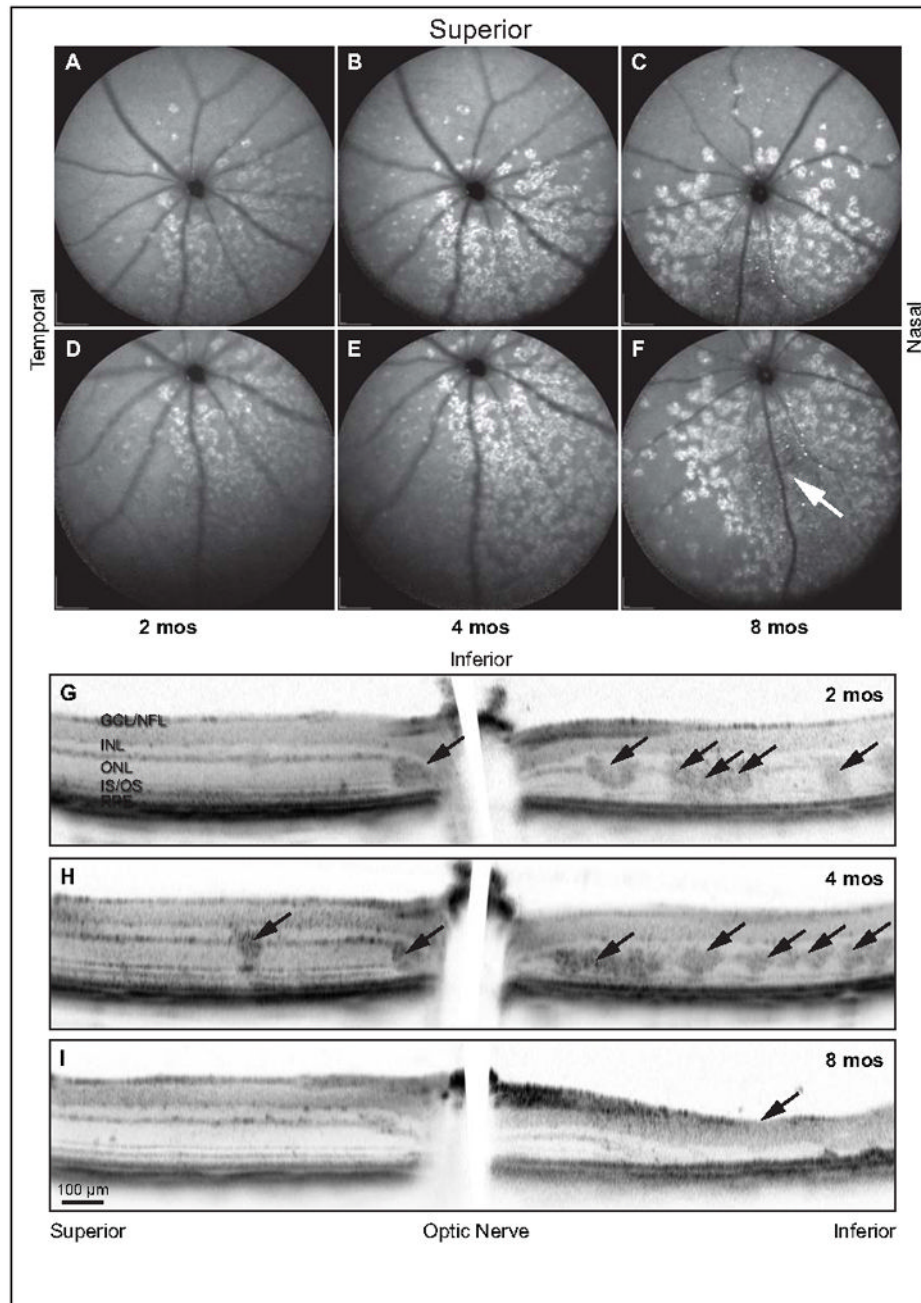 Superior
A B C
Temporal
Nasal
D E F
2 mos 4 mos 8 mos
Inferior
G 2 mos
GCL/NFL
INL
ONL
IS/OS
RPE
H 4 mos
I 8 mos
100 µm
Superior Optic Nerve Inferior